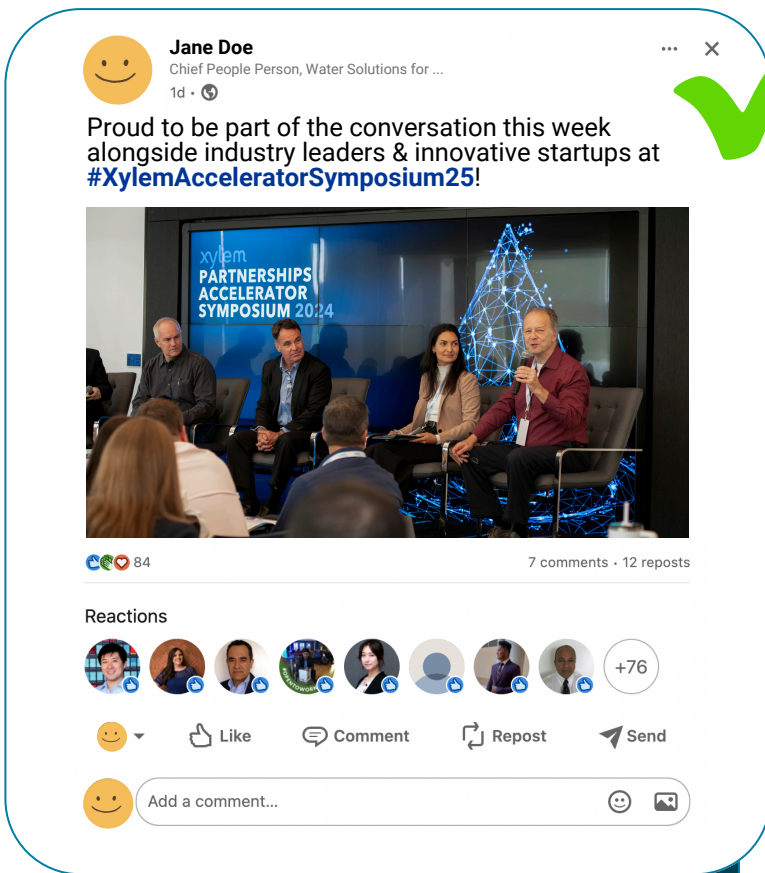 Jane Doe
Chief People Person, Water Solutions for ...
1d •
Proud to be part of the conversation this week
alongside industry leaders & innovative startups at
#XylemAcceleratorSymposium25!
xylem
PARTNERSHIPS
ACCELERATOR
SYMPOSIUM 2024
84
7 comments • 12 reposts
Reactions
#OPENTOWORK
+76
Like
Comment
Repost
Send
Add a comment...